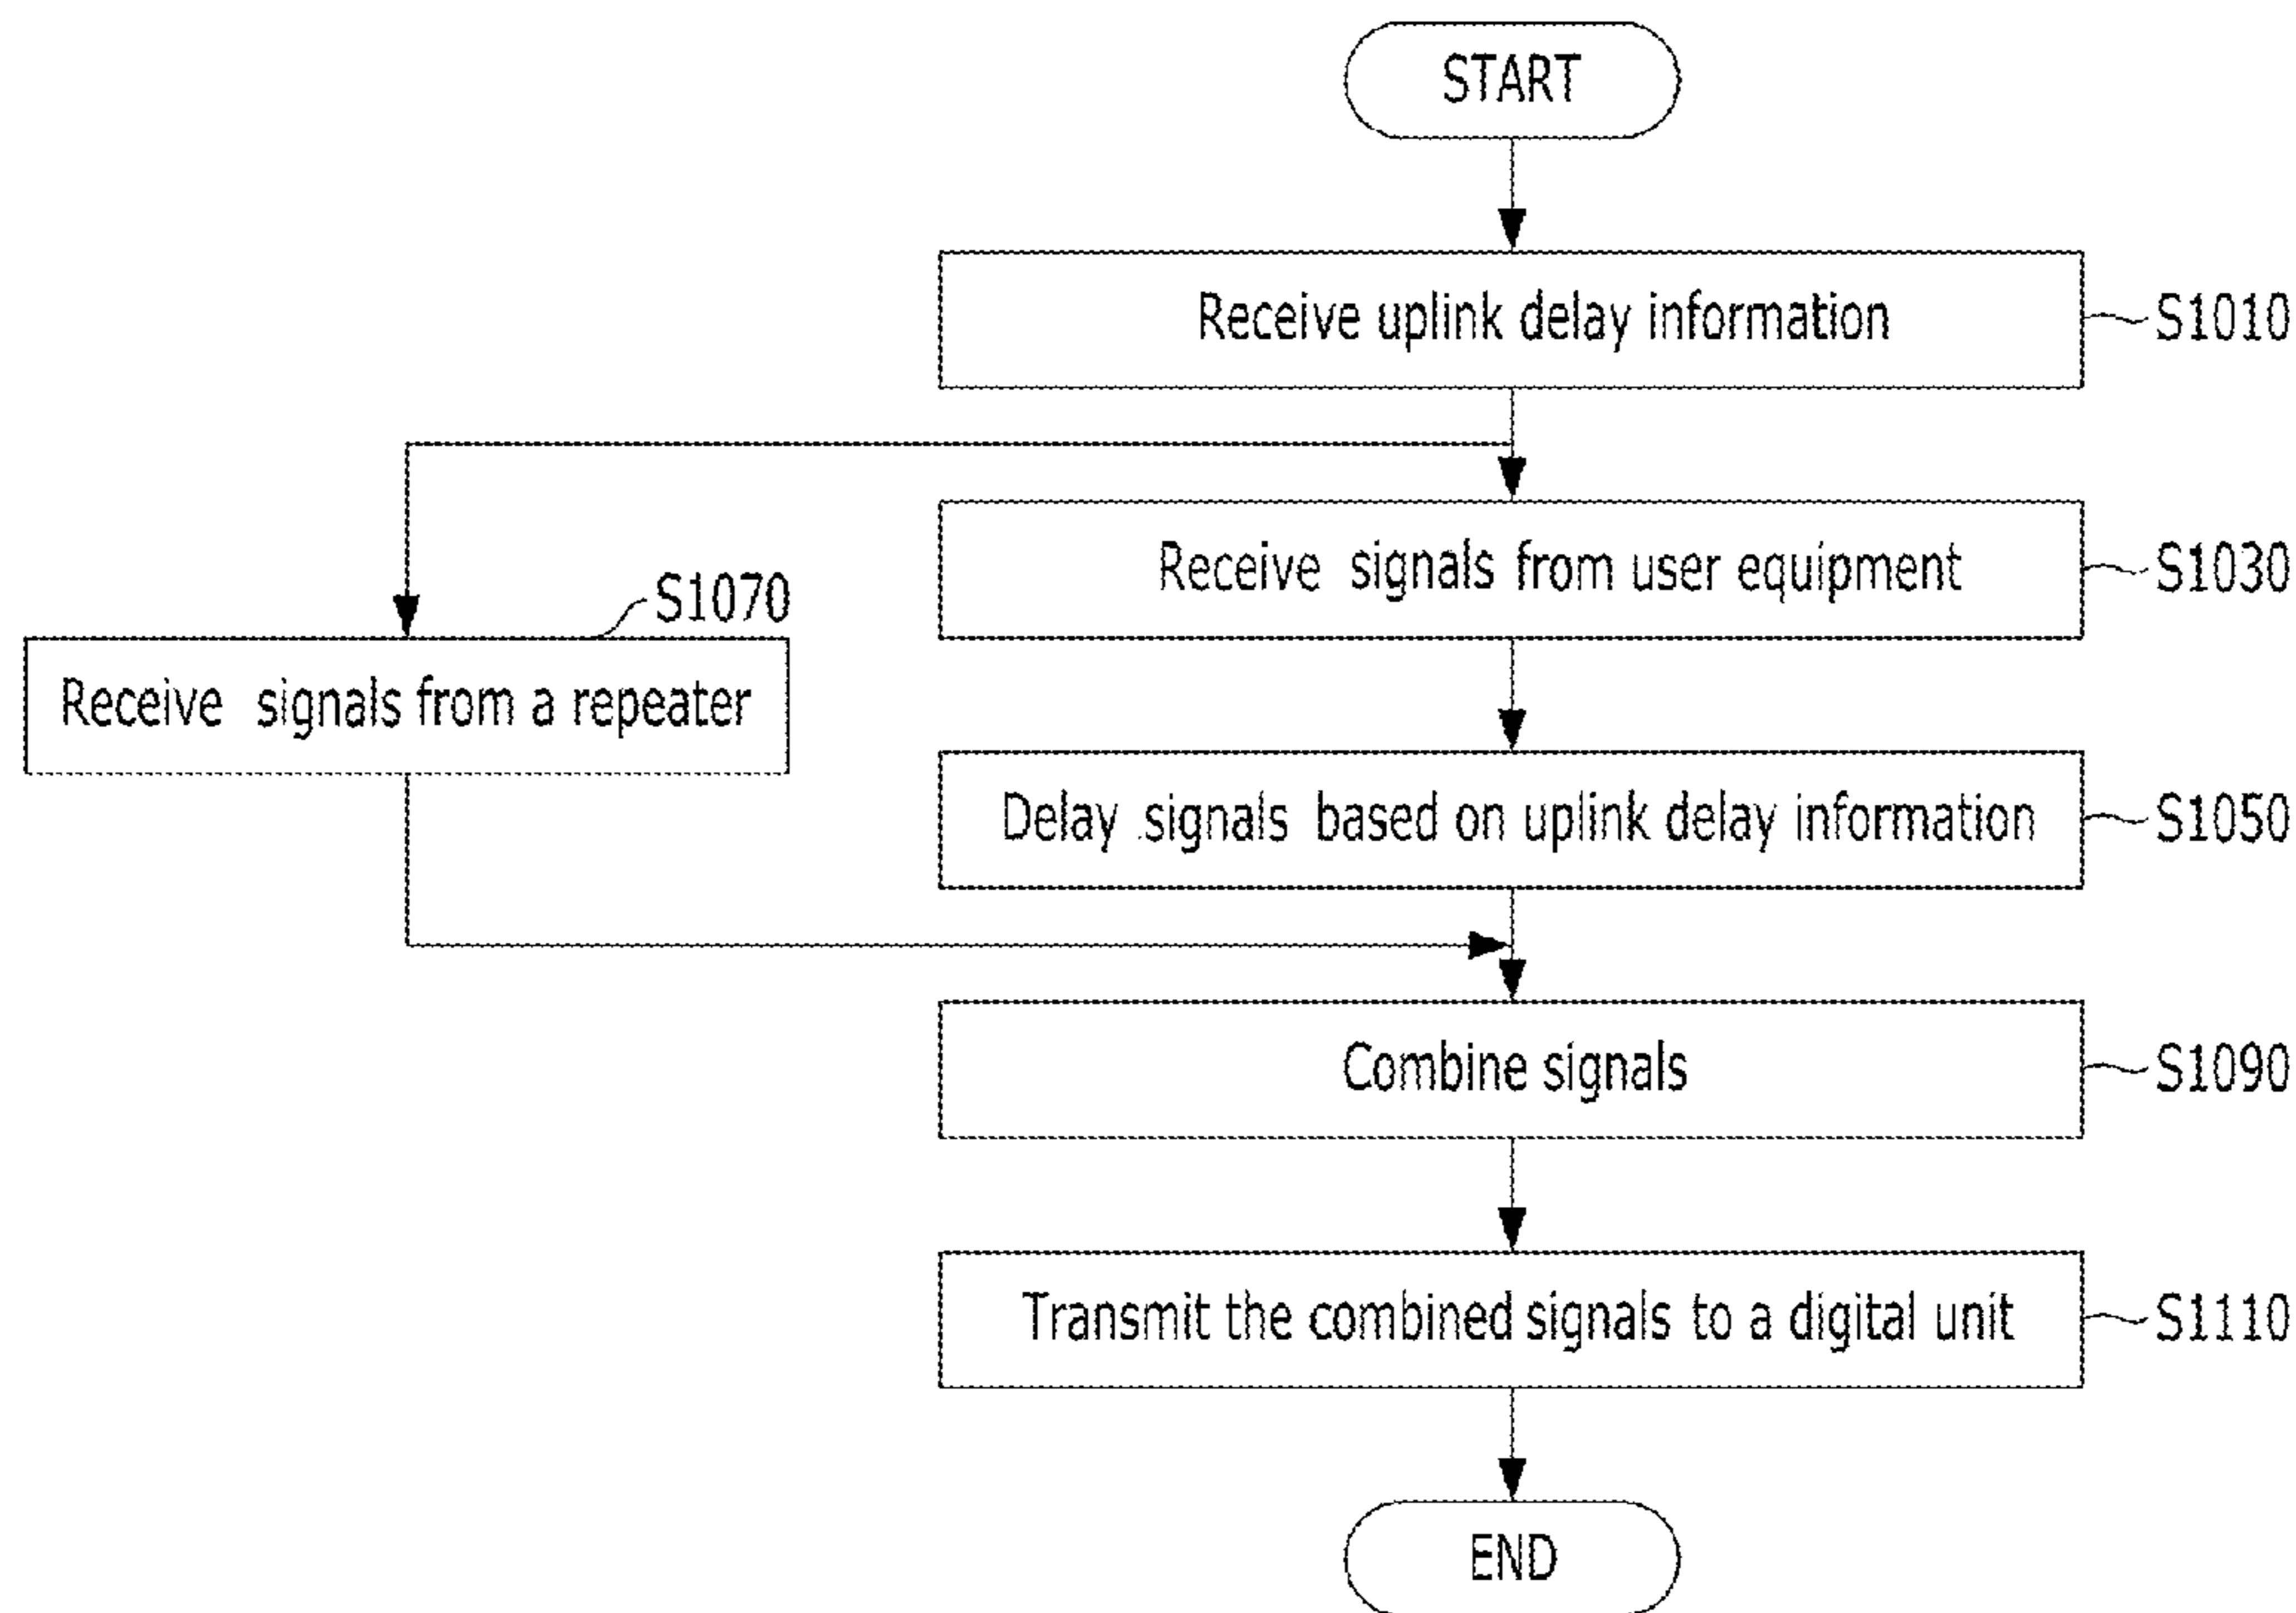 START
Receive uplink delay information
S1010
Receive signals from user equipment
S1030
S1070
Receive signals from a repeater
Delay signals based on uplink delay information
S1050
Combine signals
S1090
Transmit the combined signals to a digital unit
S1110
END